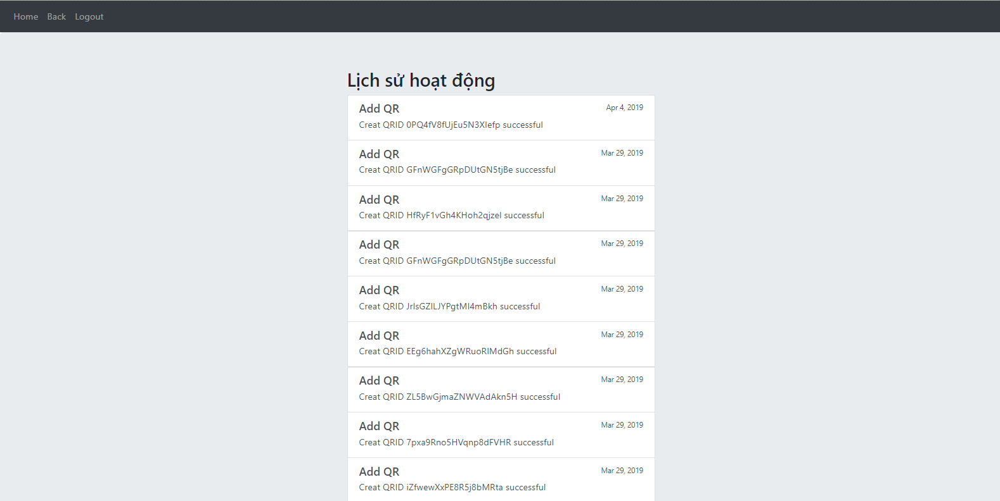 Home Back Logout
Lịch sử hoạt động
Add QR Apr 4, 2019
Creat QRID 0PQ4fV8fUjEu5N3XIefp successful
Add QR Mar 29, 2019
Creat QRID GFnWGFgGRpDUtGN5tjBe successful
Add QR Mar 29, 2019
Creat QRID HfRyF1vGh4KHoh2qjzel successful
Add QR Mar 29, 2019
Creat QRID GFnWGFgGRpDUtGN5tjBe successful
Add QR Mar 29, 2019
Creat QRID JrIsGZILJYPgtMI4mBkh successful
Add QR Mar 29, 2019
Creat QRID EEg6hahXZgWRuoRIMdGh successful
Add QR Mar 29, 2019
Creat QRID ZL5BwGjmaZNWVAdAkn5H successful
Add QR Mar 29, 2019
Creat QRID 7pxa9Rno5HVqnp8dFVHR successful
Add QR Mar 29, 2019
Creat QRID iZfwewXxPE8R5j8bMRta successful